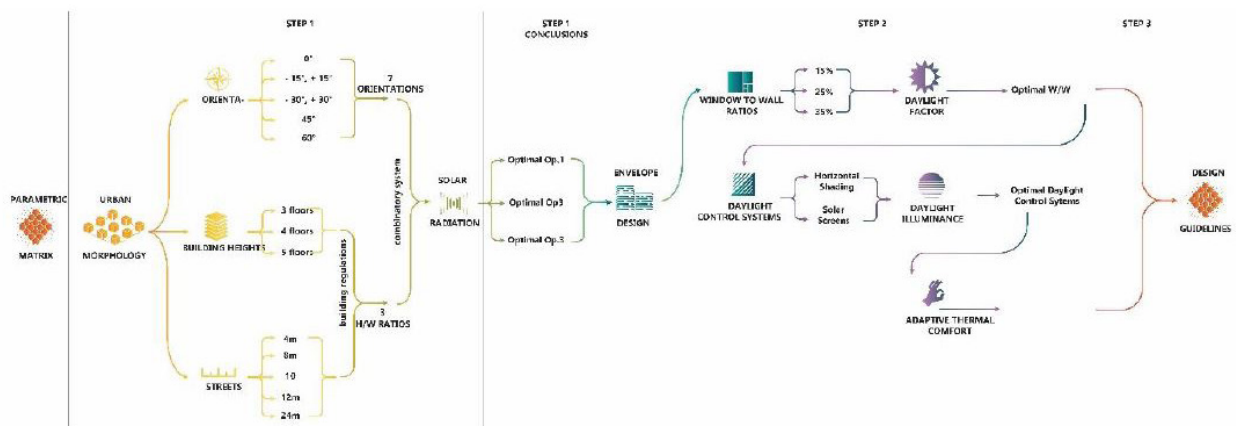 STEP 1
STEP 1
CONCLUSIONS
STEP 2
STEP 3
PARAMETRIC
MATRIX
URBAN
MORPHOLOGY
ORIENTA-
0°
- 15°, + 15°
- 30°, + 30°
45°
60°
7
ORIENTATIONS
BUILDING HEIGHTS
3 floors
4 floors
5 floors
building regulations
STREETS
4m
8m
10
12m
24m
3
H/W RATIOS
combinatory system
SOLAR
RADIATION
Optimal Op.1
Optimal Op3
Optimal Op.3
ENVELOPE
DESIGN
WINDOW TO WALL
RATIOS
15%
25%
35%
DAYLIGHT
FACTOR
Optimal W/W
DAYLIGHT
CONTROL SYSTEMS
Horizontal
Shading
Solar
Screens
DAYLIGHT
ILLUMINANCE
Optimal Daylight
Control Sytems
ADAPTIVE THERMAL
COMFORT
DESIGN
GUIDELINES